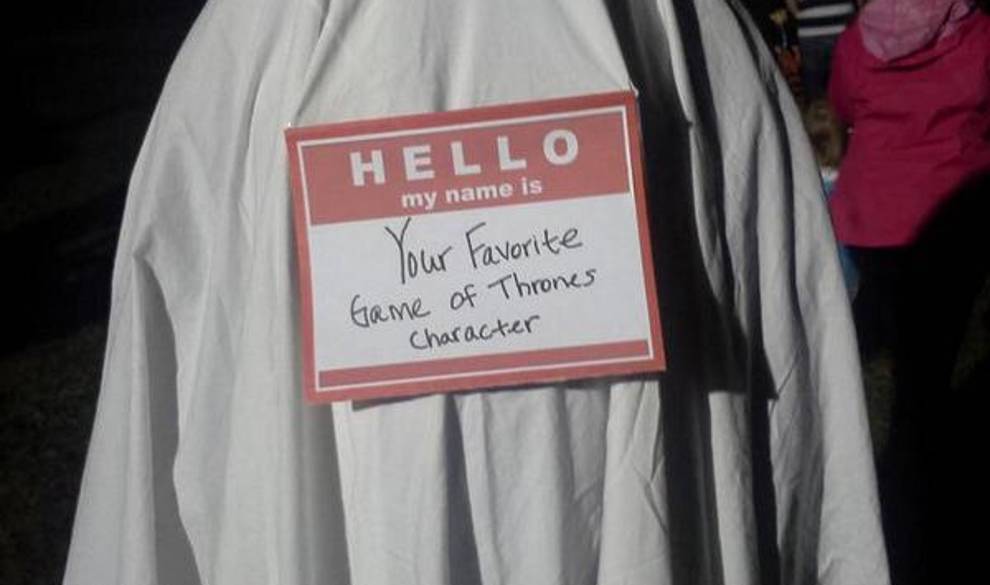 HELLO
my name is
Your Favorite
Game of Thrones
Character